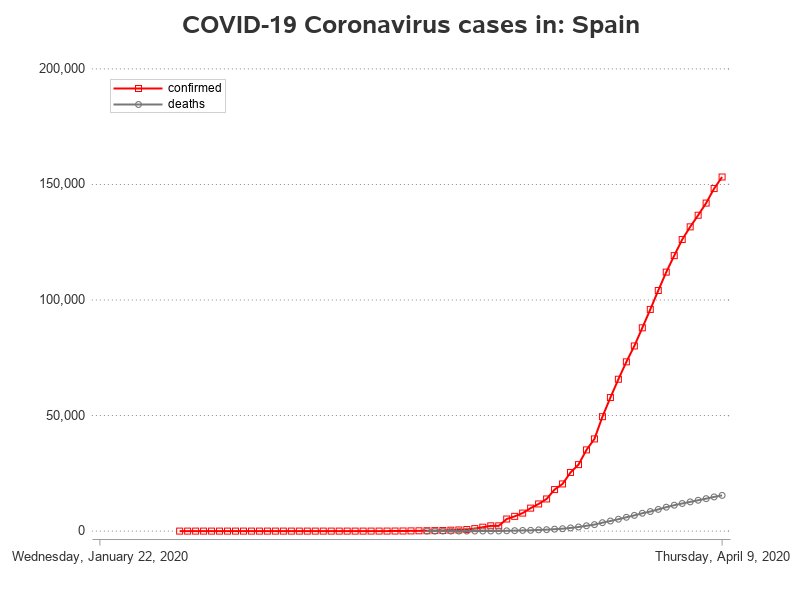 COVID-19 Coronavirus cases in: Spain
200,000
confirmed
deaths
150,000
100,000
50,000
0
Wednesday, January 22, 2020
Thursday, April 9, 2020